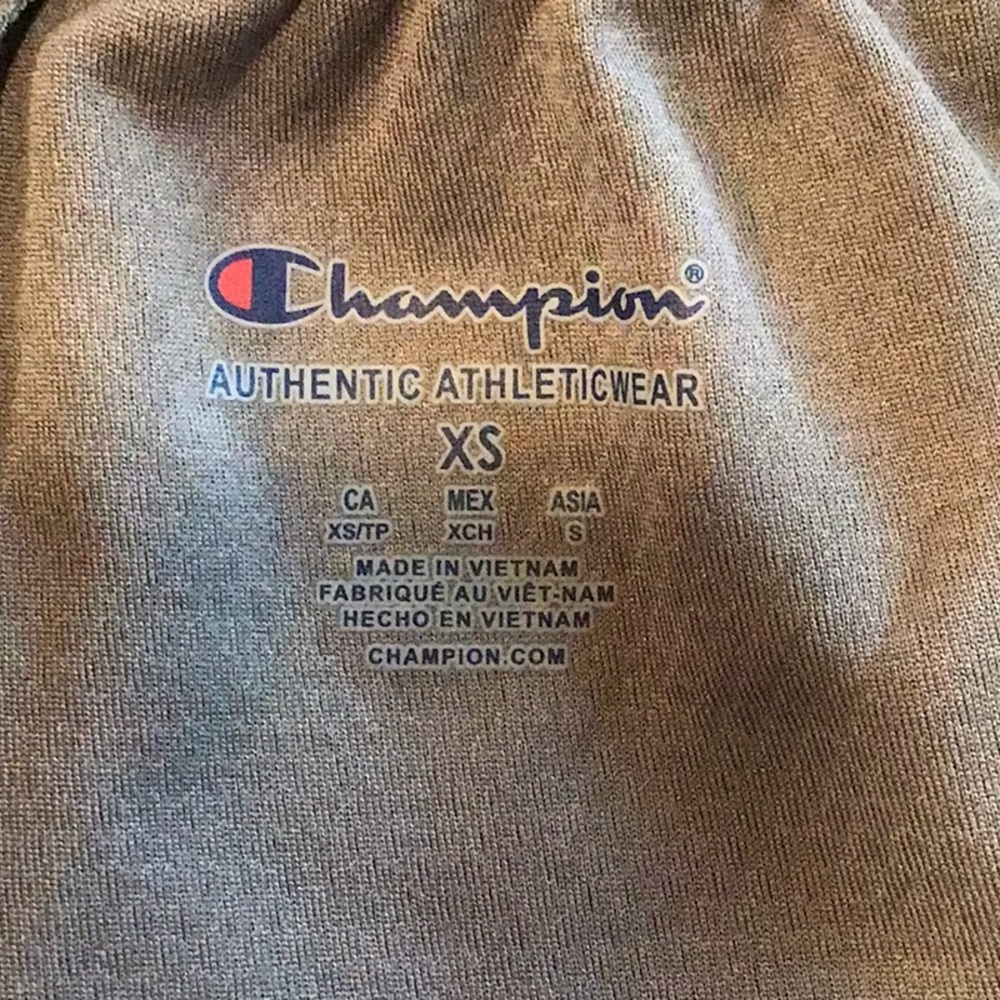 Champion®
AUTHENTIC ATHLETICWEAR
XS
CA MEX ASIA
XS/TP XCH S
MADE IN VIETNAM
FABRIQUÉ AU VIÊT-NAM
HECHO EN VIETNAM
CHAMPION.COM